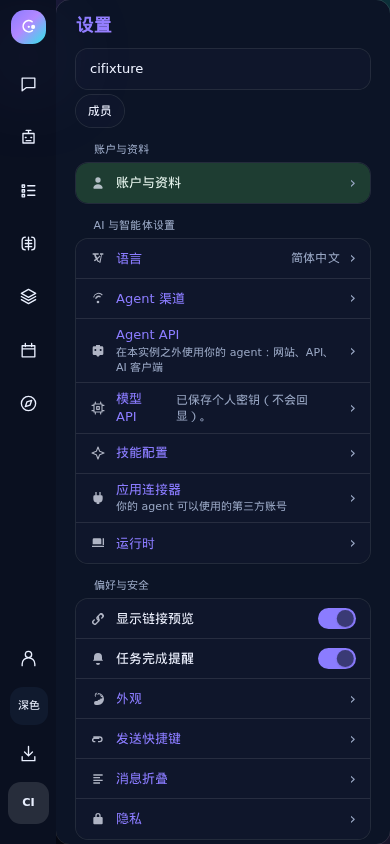 设置
cifixture
成员
账户与资料
账户与资料
AI 与智能体设置
语言 简体中文
Agent 渠道
Agent API
在本实例之外使用你的 agent：网站、API、
AI 客户端
模型 API 已保存个人密钥（不会回显）。
技能配置
应用连接器
你的 agent 可以使用的第三方账号
运行时
偏好与安全
显示链接预览
任务完成提醒
外观
发送快捷键
消息折叠
隐私
深色
CI